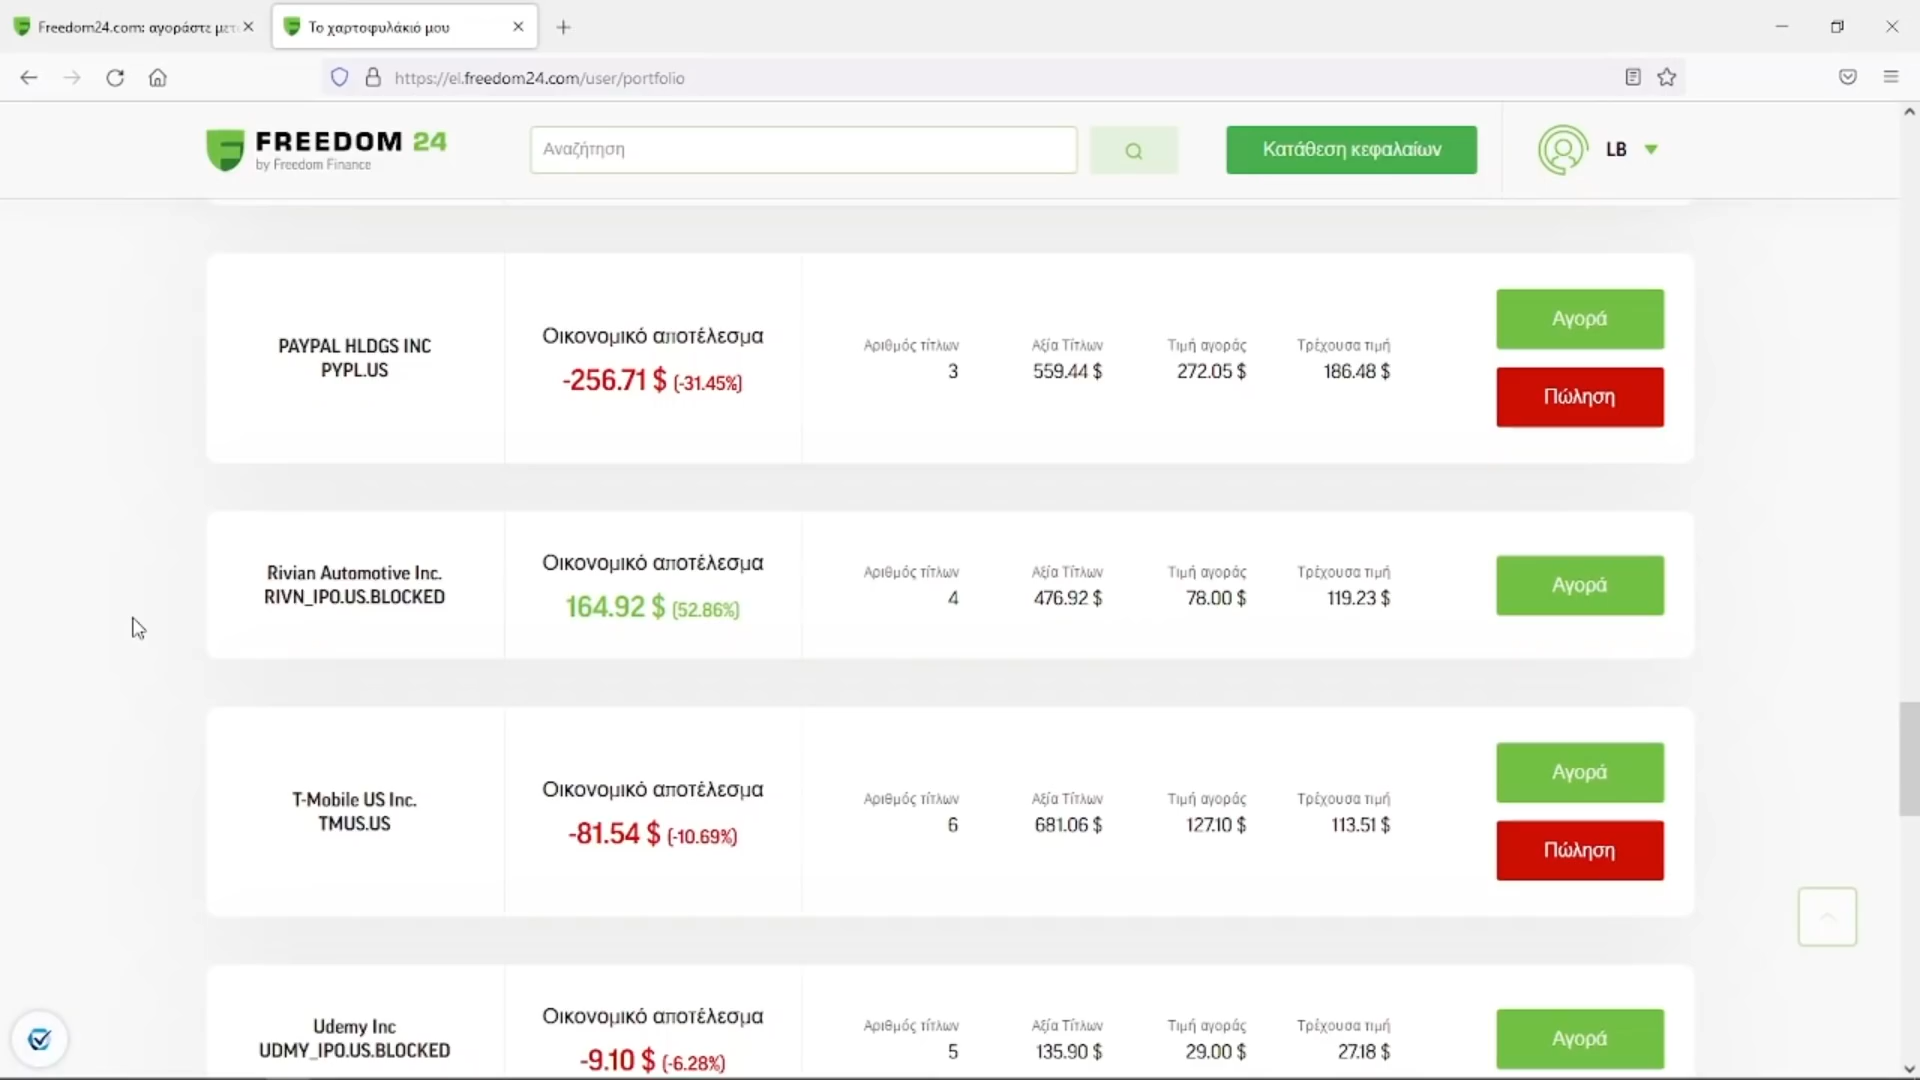 Freedom24.com: αγοράστε μετ
Το χαρτοφυλάκιό μου
https://el.freedom24.com/user/portfolio
FREEDOM 24
by Freedom Finance
Αναζήτηση
Κατάθεση κεφαλαίων
LB
PAYPAL HLDGS INC
PYPL.US
Οικονομικό αποτέλεσμα
-256.71 $ (-31.45%)
Αριθμός τίτλων
3
Αξία Τίτλων
559.44 $
Τιμή αγοράς
272.05 $
Τρέχουσα τιμή
186.48 $
Αγορά
Πώληση
Rivian Automotive Inc.
RIVN_IPO.US.BLOCKED
Οικονομικό αποτέλεσμα
164.92 $ (52.86%)
Αριθμός τίτλων
4
Αξία Τίτλων
476.92 $
Τιμή αγοράς
78.00 $
Τρέχουσα τιμή
119.23 $
Αγορά
T-Mobile US Inc.
TMUS.US
Οικονομικό αποτέλεσμα
-81.54 $ (-10.69%)
Αριθμός τίτλων
6
Αξία Τίτλων
681.06 $
Τιμή αγοράς
127.10 $
Τρέχουσα τιμή
113.51 $
Αγορά
Πώληση
Udemy Inc
UDMY_IPO.US.BLOCKED
Οικονομικό αποτέλεσμα
-9.10 $ (-6.28%)
Αριθμός τίτλων
5
Αξία Τίτλων
135.90 $
Τιμή αγοράς
29.00 $
Τρέχουσα τιμή
27.18 $
Αγορά